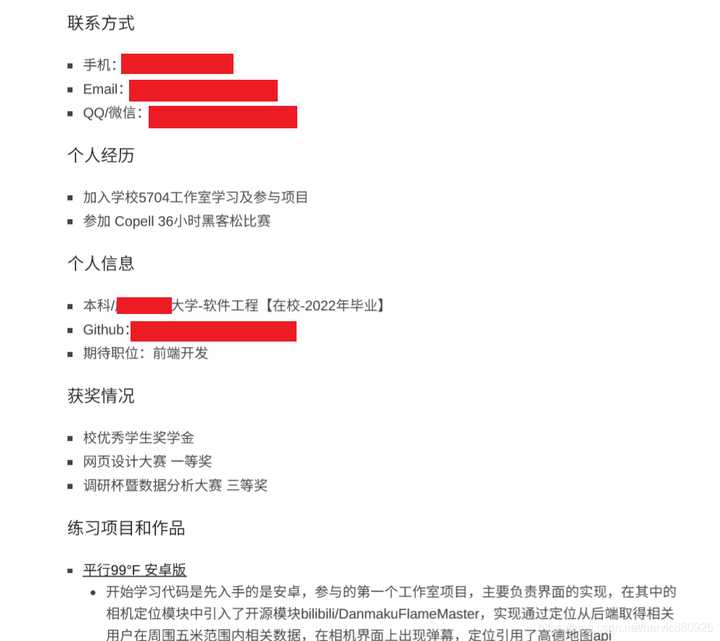 联系方式
手机：
Email：
QQ/微信：
个人经历
加入学校5704工作室学习及参与项目
参加 Copell 36小时黑客松比赛
个人信息
本科/
大学-软件工程【在校-2022年毕业】
Github：
期待职位：前端开发
获奖情况
校优秀学生奖学金
网页设计大赛 一等奖
调研杯暨数据分析大赛 三等奖
练习项目和作品
平行99°F 安卓版
开始学习代码是先入手的是安卓，参与的第一个工作室项目，主要负责界面的实现，在其中的
相机定位模块中引入了开源模块bilibili/DanmakuFlameMaster，实现通过定位从后端取得相关
用户在周围五米范围内相关数据，在相机界面上出现弹幕，定位引用了高德地图api